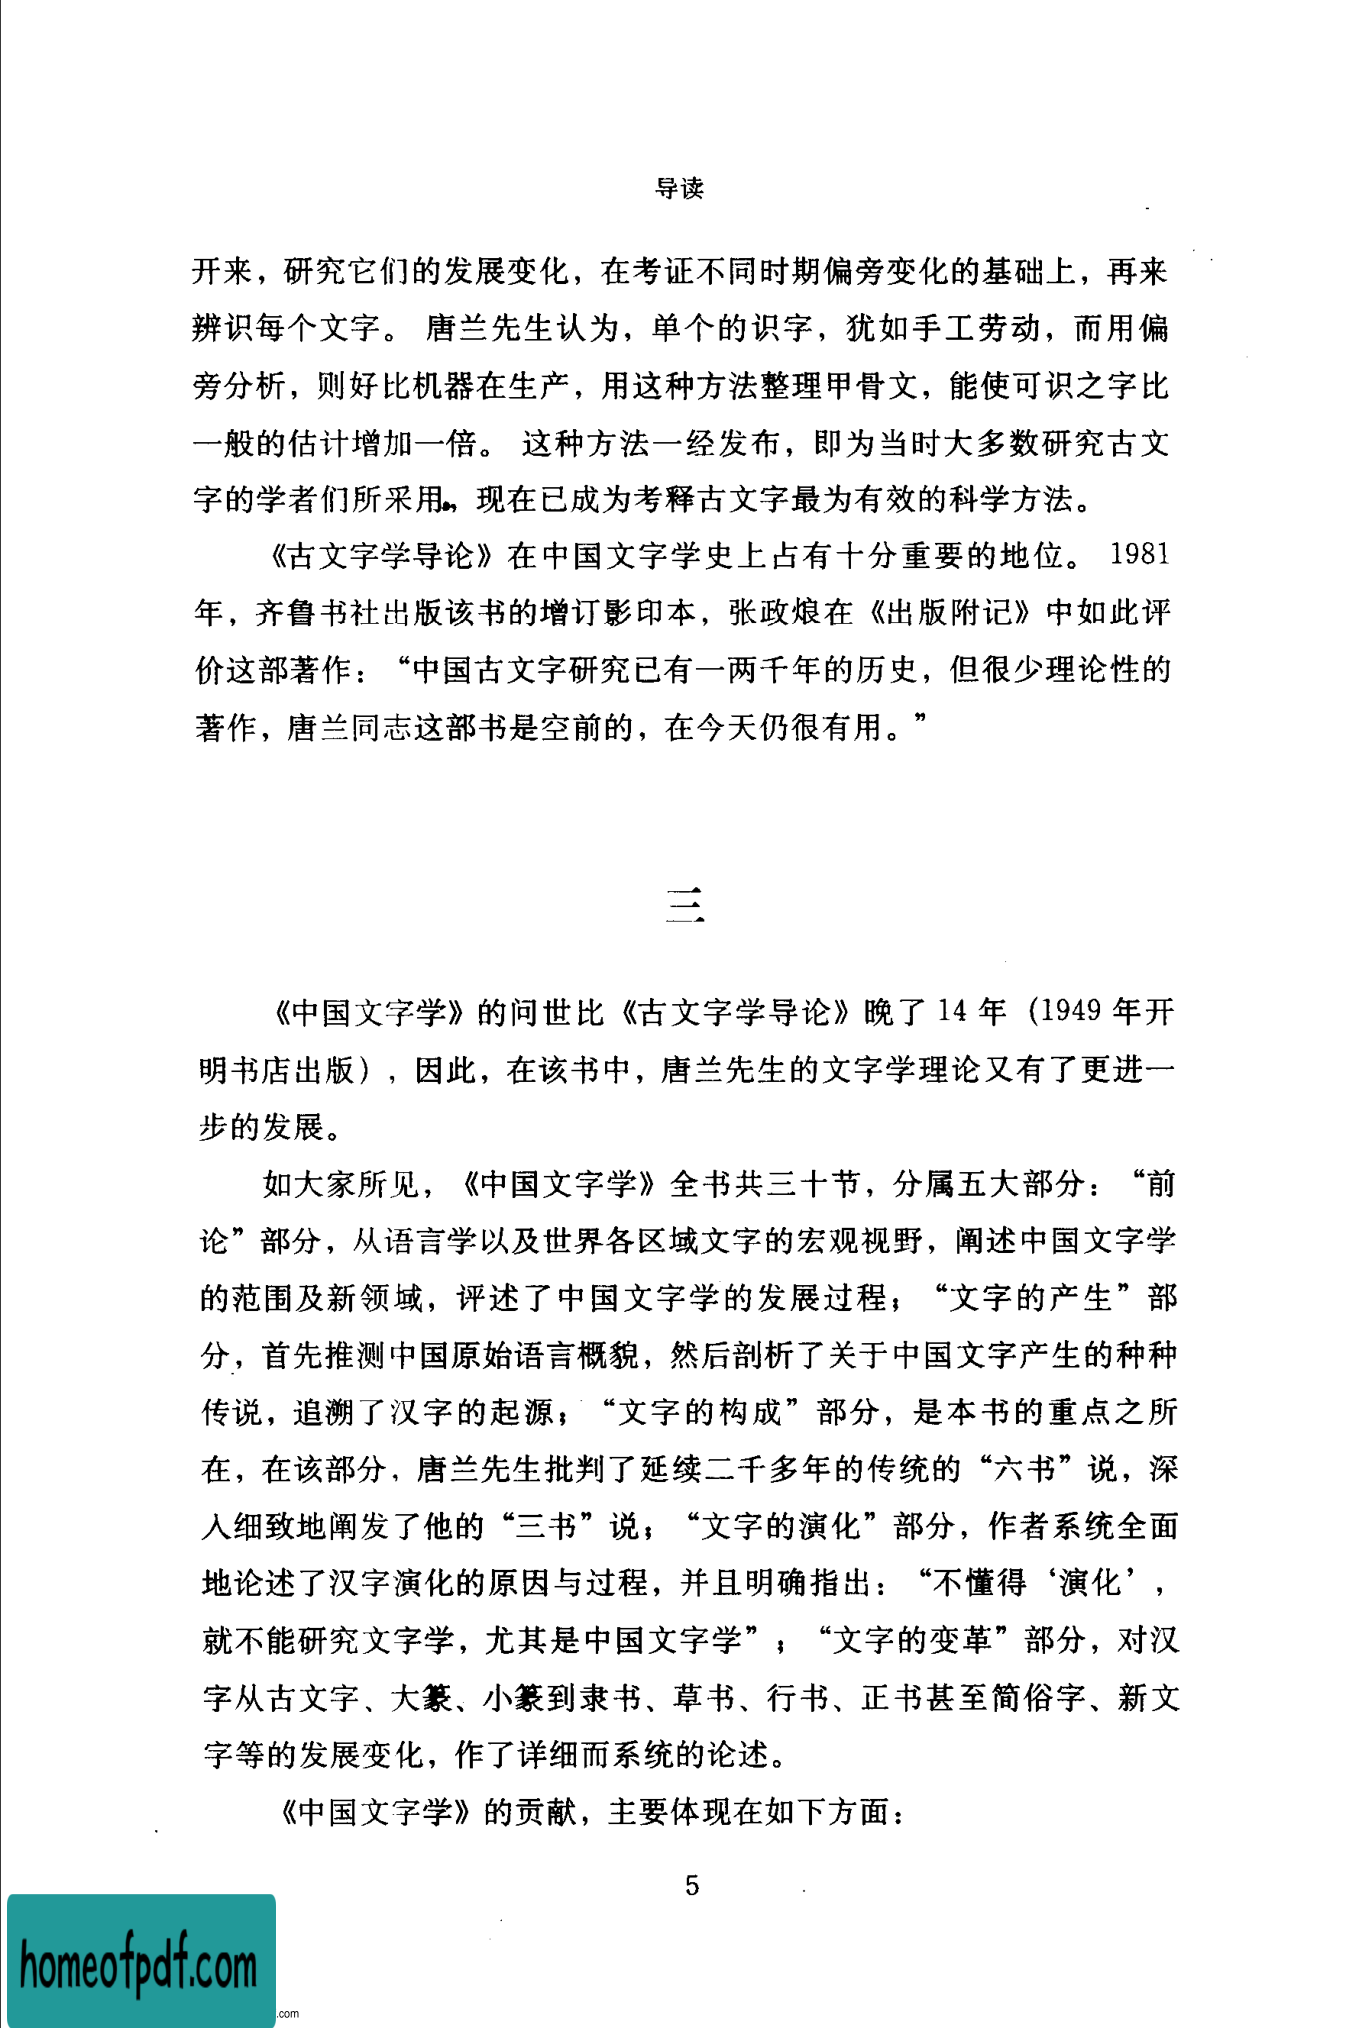 导读
开来，研究它们的发展变化，在考证不同时期偏旁变化的基础上，再来
辨识每个文字。 唐兰先生认为，单个的识字，犹如手工劳动，而用偏
旁分析，则好比机器在生产，用这种方法整理甲骨文，能使可识之字比
一般的估计增加一倍。 这种方法一经发布，即为当时大多数研究古文
字的学者们所采用，现在已成为考释古文字最为有效的科学方法。
《古文字学导论》在中国文字学史上占有十分重要的地位。 1981
年，齐鲁书社出版该书的增订影印本，张政烺在《出版附记》中如此评
价这部著作：“中国古文字研究已有一两千年的历史，但很少理论性的
著作，唐兰同志这部书是空前的，在今天仍很有用。”
三
《中国文字学》的问世比《古文字学导论》晚了 14 年（1949 年开
明书店出版），因此，在该书中，唐兰先生的文字学理论又有了更进一
步的发展。
如大家所见，《中国文字学》全书共三十节，分属五大部分：“前
论”部分，从语言学以及世界各区域文字的宏观视野，阐述中国文字学
的范围及新领域，评述了中国文字学的发展过程；“文字的产生”部
分，首先推测中国原始语言概貌，然后剖析了关于中国文字产生的种种
传说，追溯了汉字的起源；“文字的构成”部分，是本书的重点之所
在，在该部分，唐兰先生批判了延续二千多年的传统的“六书”说，深
入细致地阐发了他的“三书”说；“文字的演化”部分，作者系统全面
地论述了汉字演化的原因与过程，并且明确指出：“不懂得‘演化’，
就不能研究文字学，尤其是中国文字学”；“文字的变革”部分，对汉
字从古文字、大篆、小篆到隶书、草书、行书、正书甚至简俗字、新文
字等的发展变化，作了详细而系统的论述。
《中国文字学》的贡献，主要体现在如下方面：
5
homeofpdf.com
.com